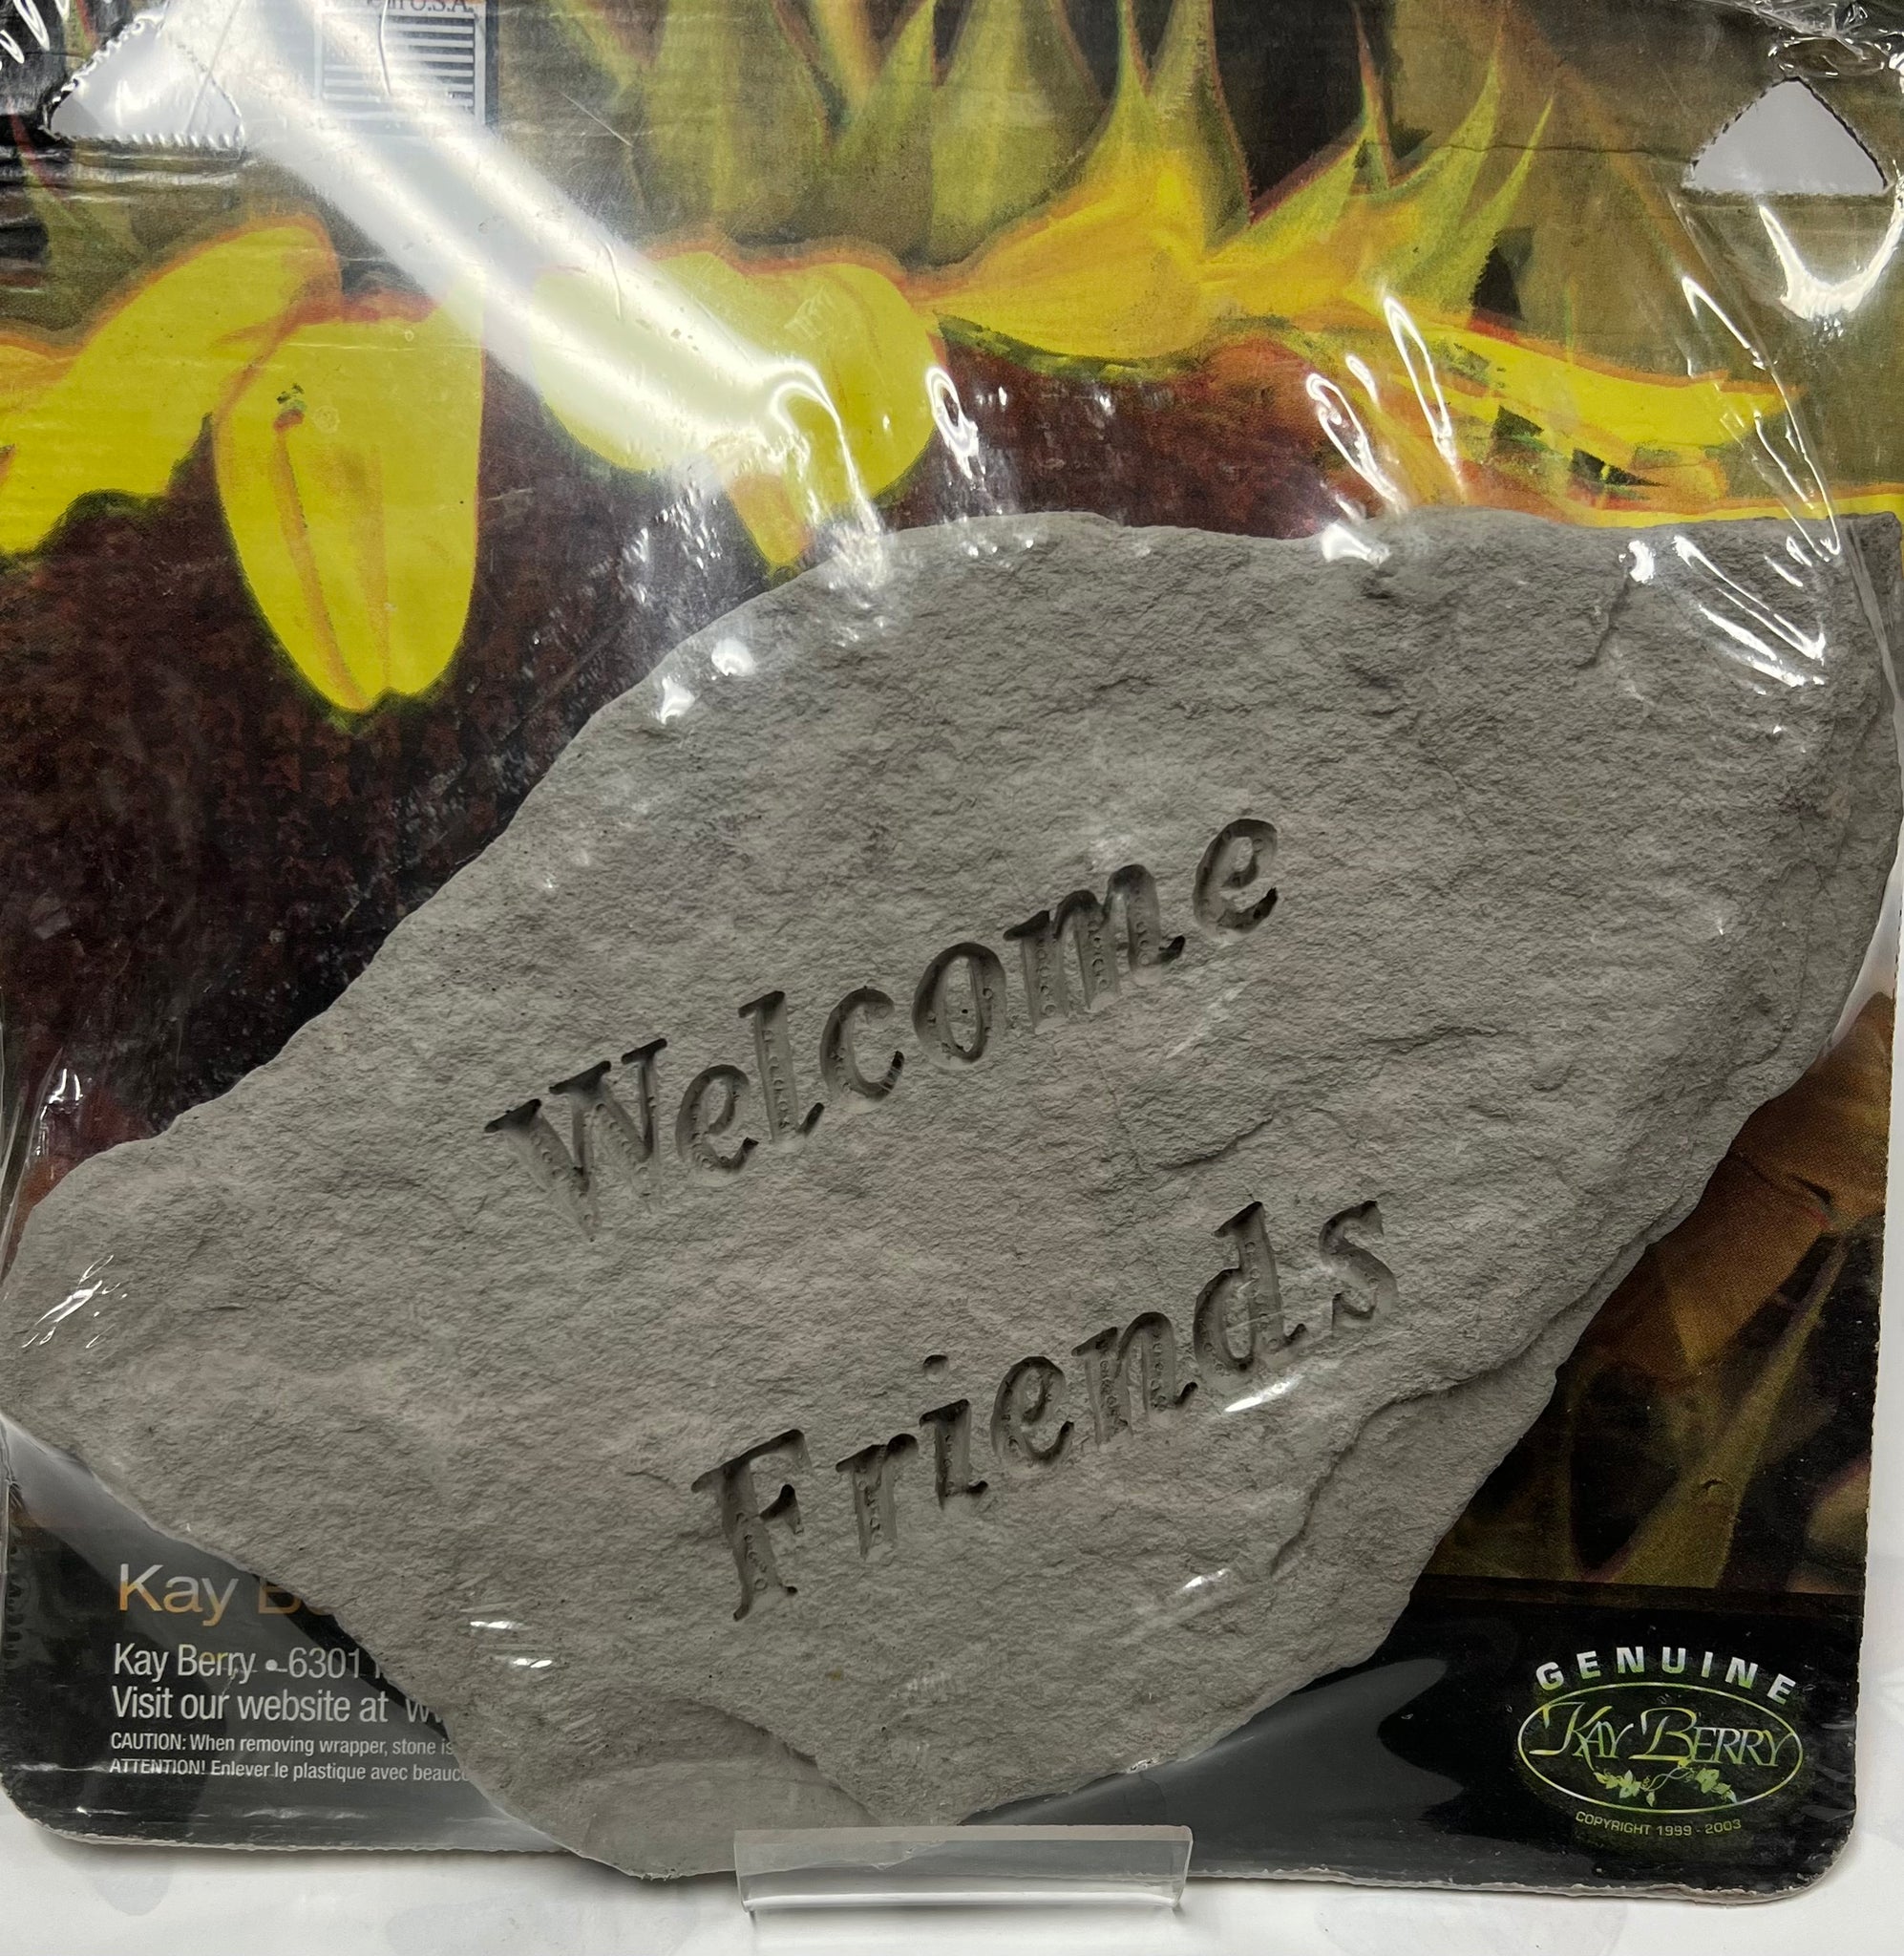 in U.S.A.
Welcome
Friends
Kay
Kay Berry • 6301
Visit our website at
CAUTION: When removing wrapper, stone is
ATTENTION! Enlever le plastique avec
GENUINE
KAY BERRY
COPYRIGHT 1999 - 2003